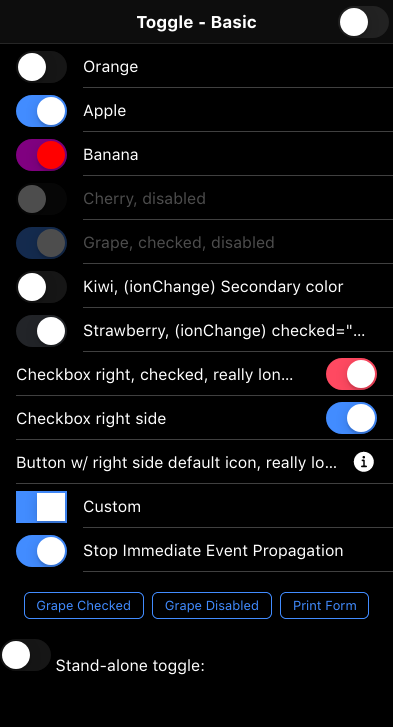 Toggle - Basic
Orange
Apple
Banana
Cherry, disabled
Grape, checked, disabled
Kiwi, (ionChange) Secondary color
Strawberry, (ionChange) checked="...
Checkbox right, checked, really lon...
Checkbox right side
Button w/ right side default icon, really lo...
Custom
Stop Immediate Event Propagation
Grape Checked Grape Disabled Print Form
Stand-alone toggle: